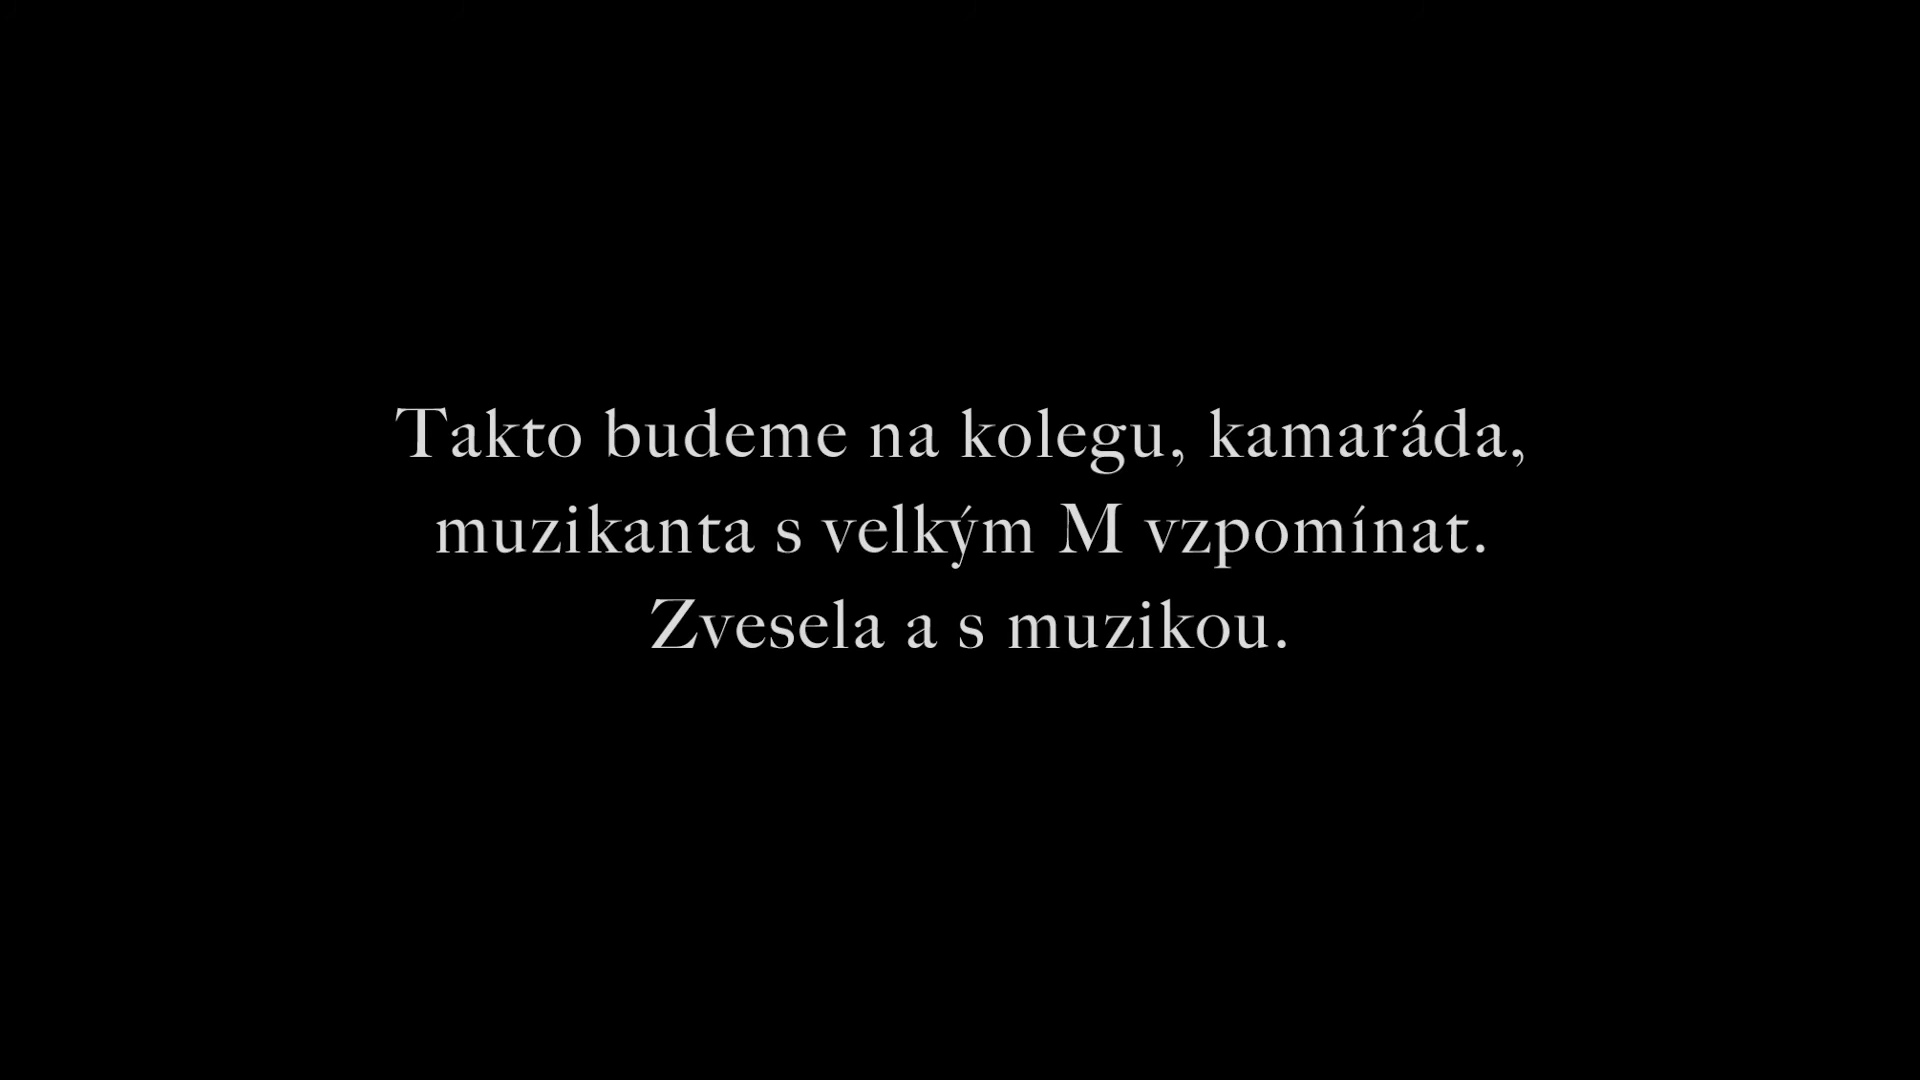 Takto budeme na kolegu, kamaráda,
muzikanta s velkým M vzpomínat.
Zvesela a s muzikou.